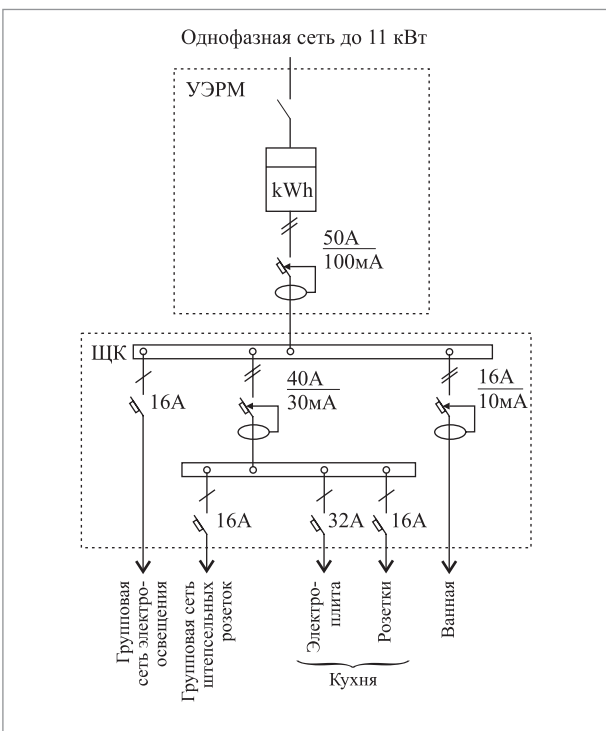 Однофазная сеть до 11 кВт
УЭРМ
kWh
50А
100мА
ЩК
16А
40А
30мА
16А
10мА
16А
32А
16А
Групповая
сеть электро-
освещения
Групповая сеть
штепсельных
розеток
Электро-
плита
Розетки
Ванная
Кухня